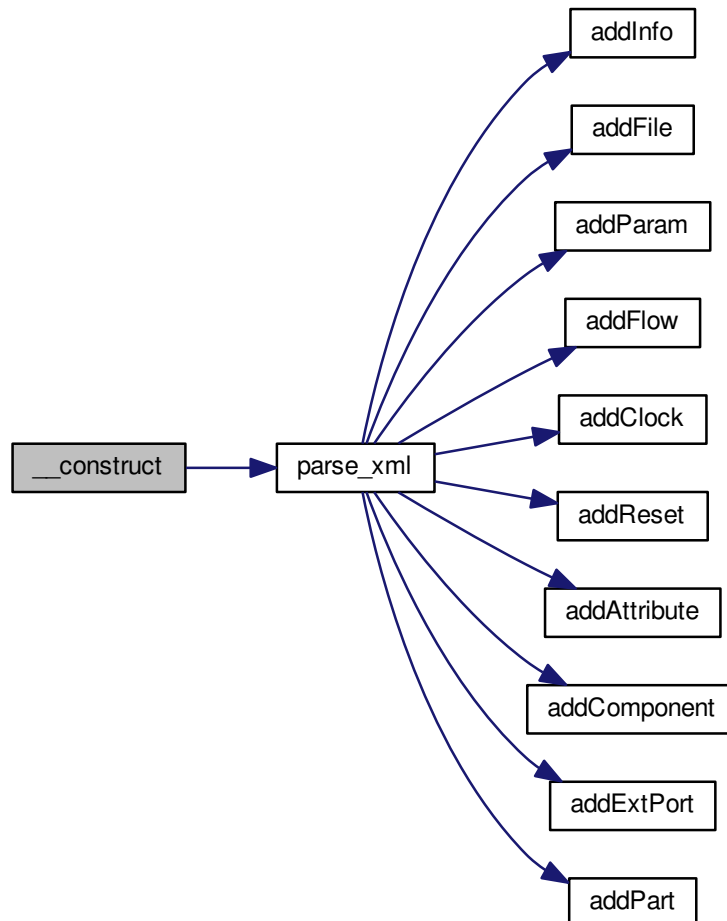 addInfo
addFile
addParam
addFlow
addClock
__construct
parse_xml
addReset
addAttribute
addComponent
addExtPort
addPart